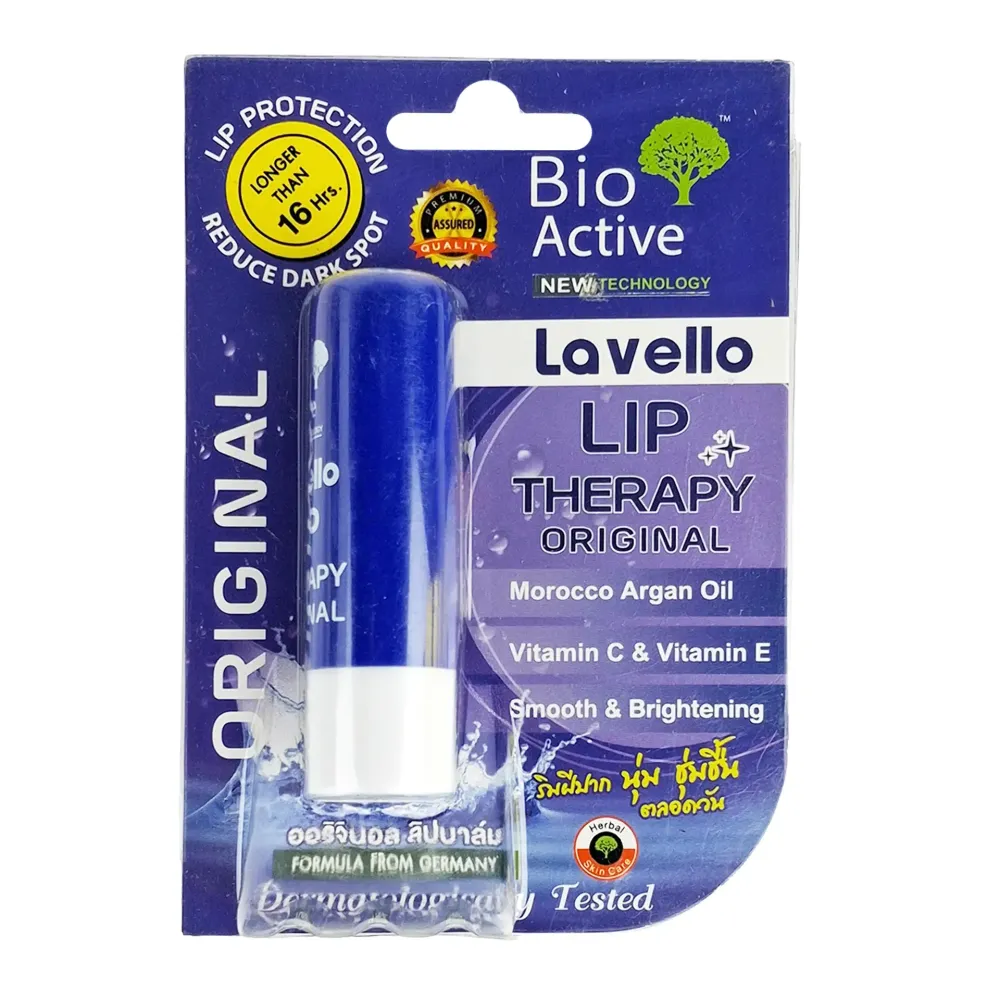 LIP PROTECTION
LONGER
THAN
16 Hrs.
REDUCE DARK SPOT
PREMIUM
ASSURED
QUALITY
Bio
Active
™
NEW TECHNOLOGY
Lavello
LIP
THERAPY
ORIGINAL
Morocco Argan Oil
Vitamin C & Vitamin E
Smooth & Brightening
ริมฝีปาก นุ่ม ชุ่มชื้น
ตลอดวัน
ORIGINAL
ello
APY
NAL
ออริจินอล ลิปบาล์ม
FORMULA FROM GERMANY
Herbal
Skin Care
Dermatologically Tested